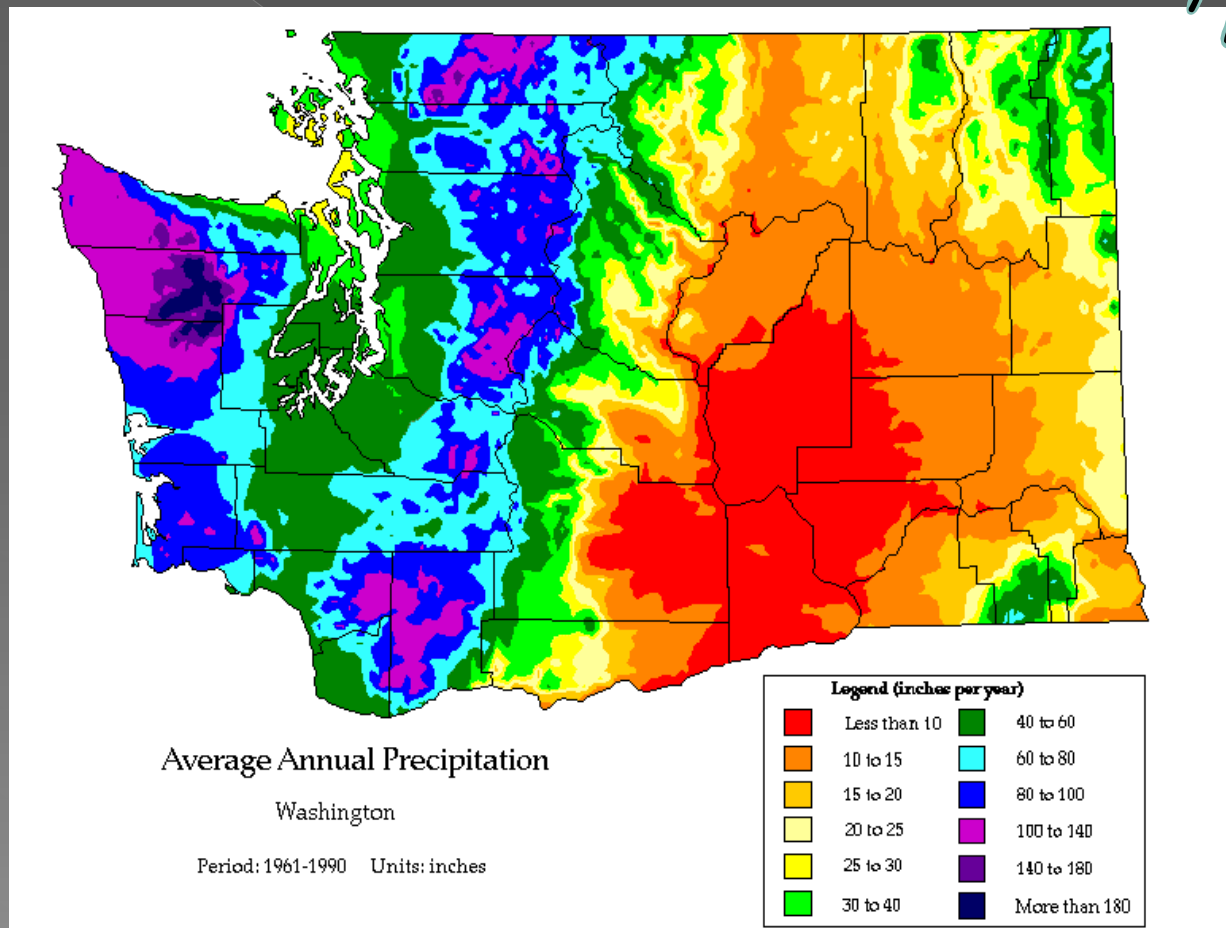 Average Annual Precipitation
Washington
Period: 1961-1990 Units: inches
Legend (inches per year)
Less than 10
10 to 15
15 to 20
20 to 25
25 to 30
30 to 40
40 to 60
60 to 80
80 to 100
100 to 140
140 to 180
More than 180